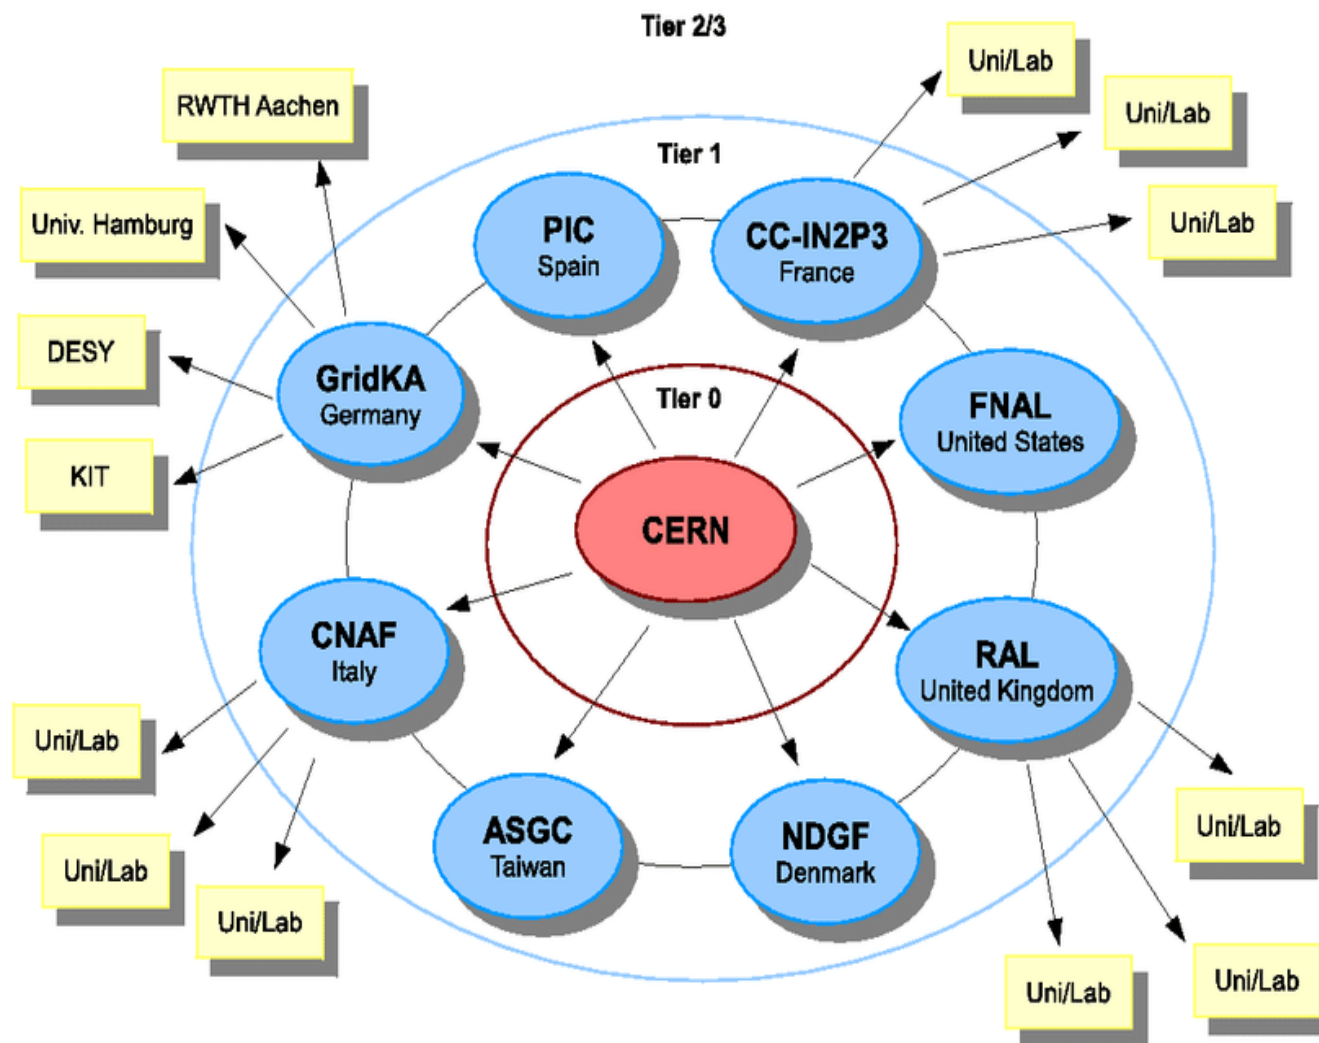 Tier 2/3
Uni/Lab
RWTH Aachen
Uni/Lab
Tier 1
Univ. Hamburg
PIC
Spain
CC-IN2P3
France
Uni/Lab
DESY
GridKA
Germany
TIer 0
FNAL
United States
KIT
CERN
CNAF
Italy
RAL
United Kingdom
Uni/Lab
ASGC
Taiwan
NDGF
Denmark
Uni/Lab
Uni/Lab
Uni/Lab
Uni/Lab
Uni/Lab